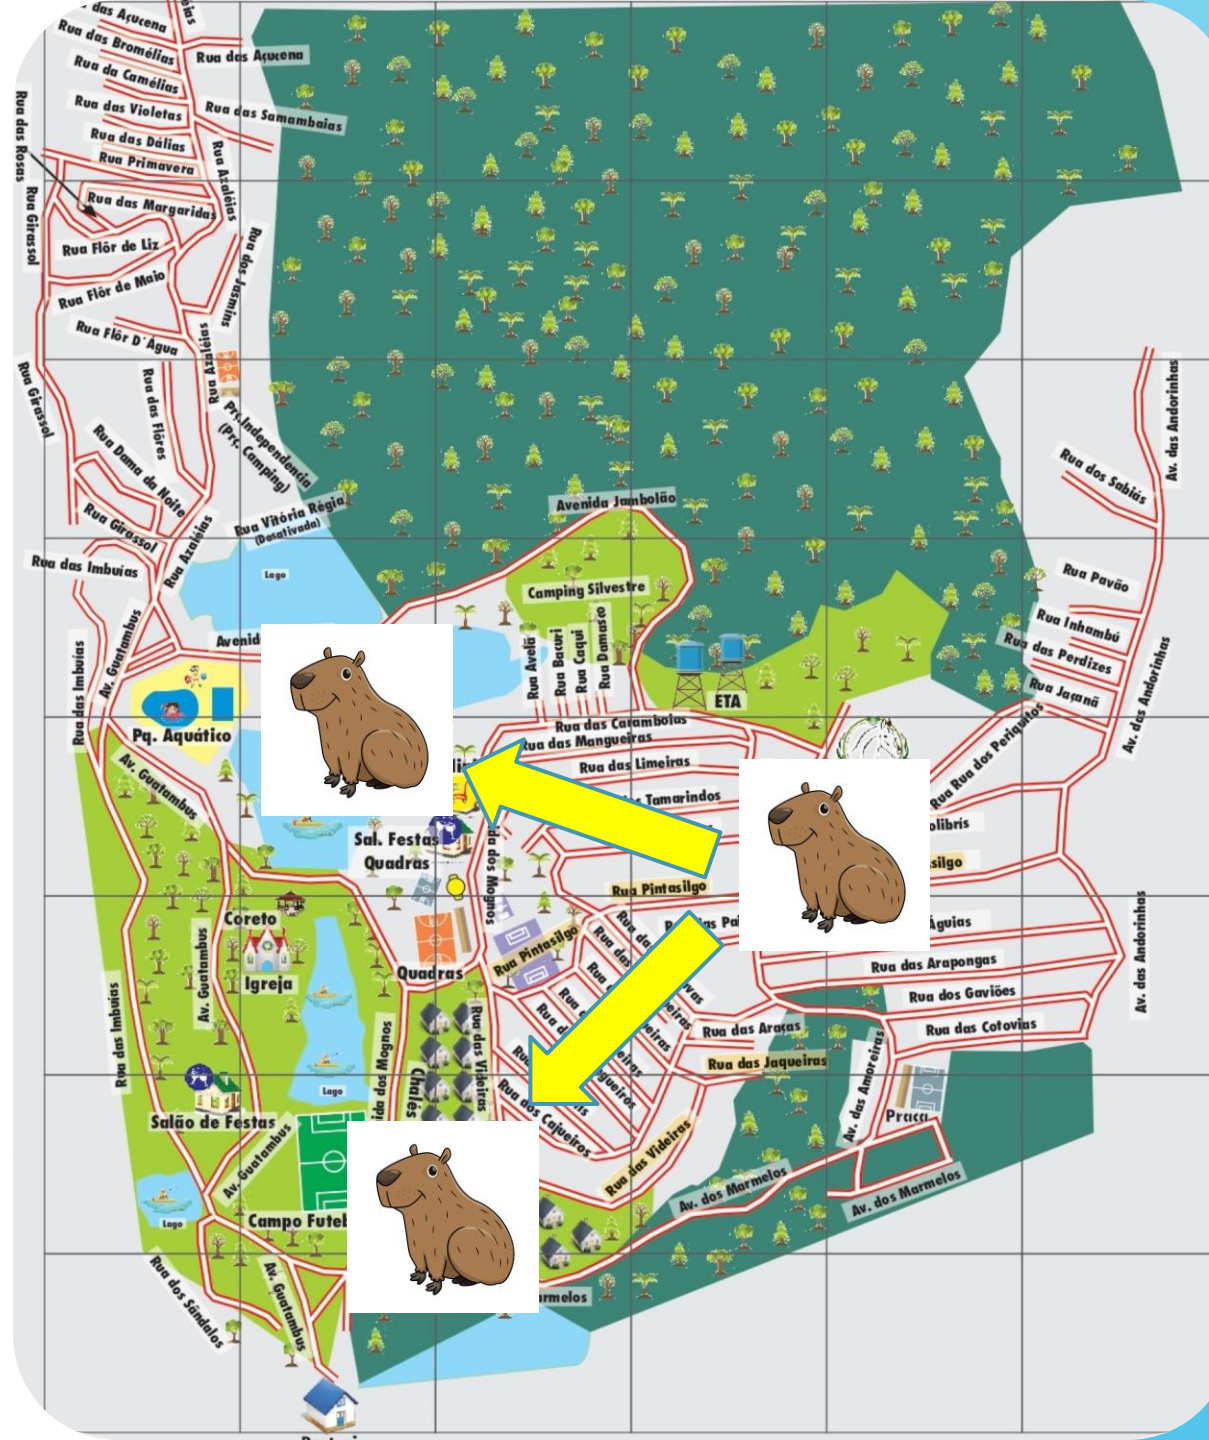 das Açucena
Rua das Bromélias
Rua das Açucena
Rua da Camélias
Rua das Violetas
Rua das Samambaias
Rua das Rosas
Rua das Dálias
Rua Primavera
Rua Azaléias
Rua das Margaridas
Rua Girassol
Rua Flôr de Liz
Rua dos Jasmins
Rua Flôr de Maio
Rua Flôr D'Água
Rua Azaleias
Rua Girassol
Rua das Flôres
Prç. Independencia
(Prç. Camping)
Rua Dama da Noite
Rua Girassol
Rua Azaléias
Rua Vitória Régia
(Desativada)
Avenida Jambolão
Av. das Andorinhas
Rua dos Sabiás
Rua das Imbuías
Lago
Camping Silvestre
Rua Pavão
Rua Inhambú
Rua das Perdizes
Rua Jaçanã
Av. das Andorinhas
Av. Guatambus
Rua das Imbuías
Avenid
Rua Avelã
Rua Bacuri
Rua Caqui
Rua Damasco
ETA
Pq. Aquático
Rua das Carambolas
Rua das Mangueiras
Rua das Limeiras
Tamarindos
Rua Rua dos Periquitos
Av. Guatambus
Sal. Festas
Quadras
da dos Mognos
olibrís
silgo
Rua Pintasilgo
Coreto
Igreja
Av. Guatambus
Quadras
Rua Pintasilgo
Águias
Rua das Arapongas
Rua dos Gaviões
Rua das Cotovias
Av. das Andorinhas
Rua das Imbuías
Rua das Araças
Rua das Jaqueiras
Rua das Videiras
ida dos Mognos
Chalés
Lago
Rua dos Cajueiros
Av. das Amoreiras
Praça
Salão de Festas
Av. Guatambus
Rua das Videiras
Av. dos Marmelos
Av. dos Marmelos
Lago
Campo Futeb
Rua dos Sândalos
Av. Guatambus
armelos